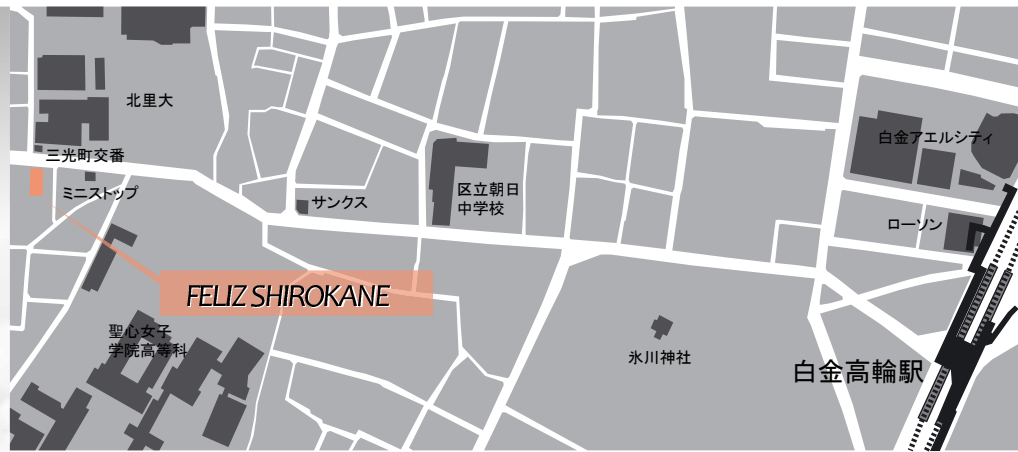 北里大
三光町交番
ミニストップ
サンクス
区立朝日
中学校
白金アエルシティ
ローソン
FELIZ SHIROKANE
聖心女子
学院高等科
氷川神社
白金高輪駅